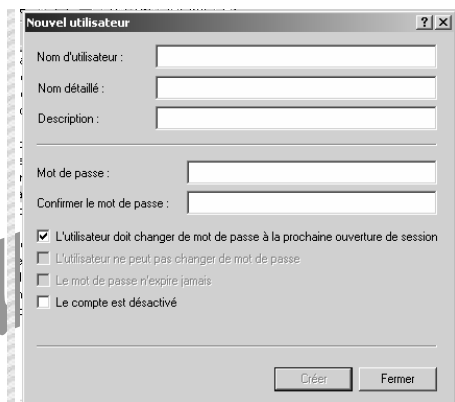 Nouvel utilisateur
Nom d'utilisateur :
Nom détaillé :
Description :
Mot de passe :
Confirmer le mot de passe :
L'utilisateur doit changer de mot de passe à la prochaine ouverture de session
L'utilisateur ne peut pas changer de mot de passe
Le mot de passe n'expire jamais
Le compte est désactivé
Créer Fermer